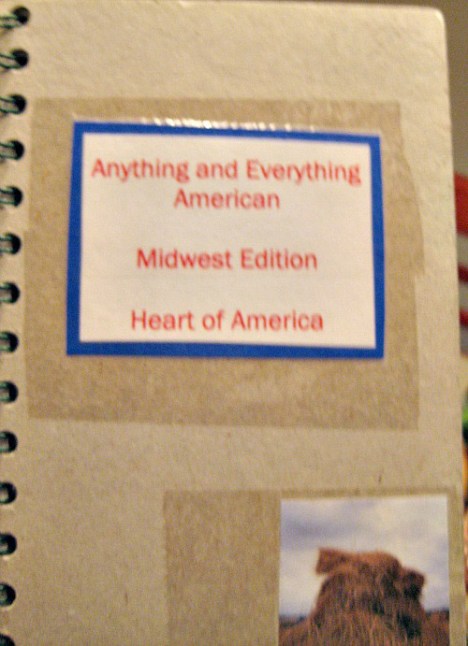 Anything and Everything
American
Midwest Edition
Heart of America